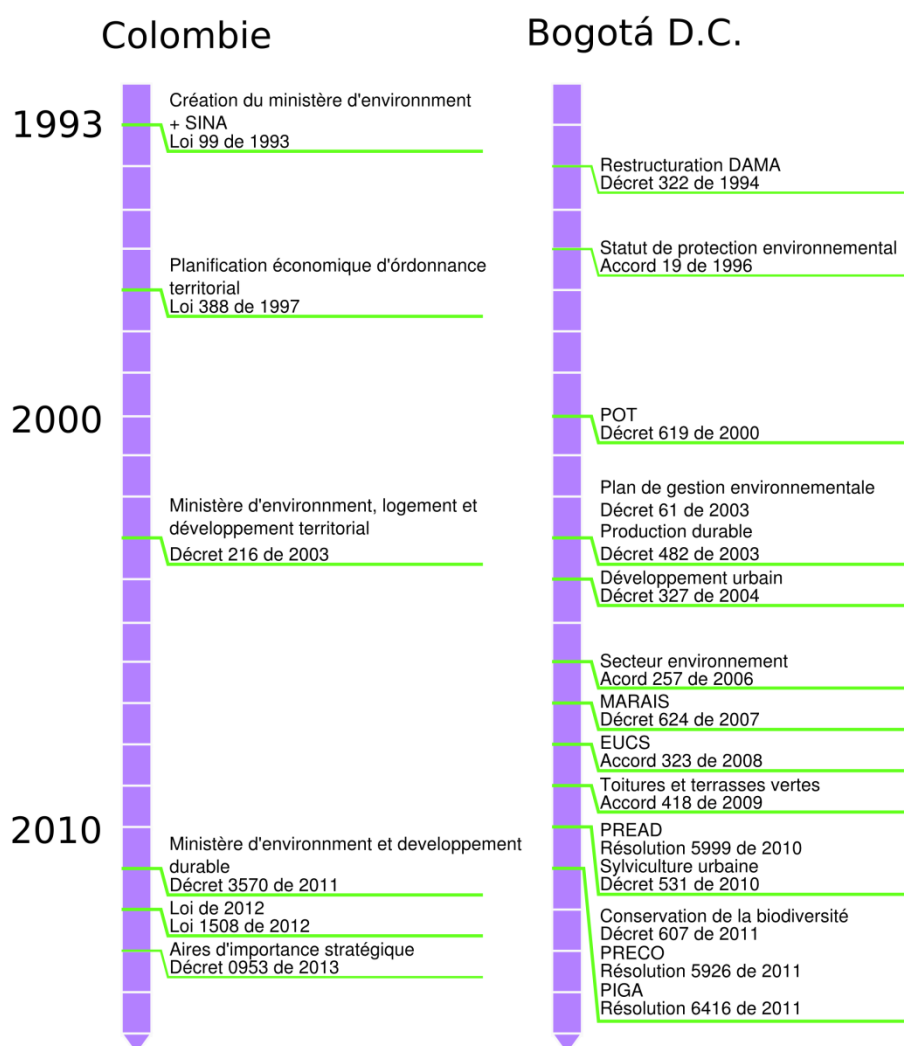 Colombie
1993
Création du ministère d'environnment
+ SINA
Loi 99 de 1993
Planification économique d'órdonnance
territorial
Loi 388 de 1997
2000
Ministère d'environnment, logement et
développement territorial
Décret 216 de 2003
2010
Ministère d'environnment et developpement
durable
Décret 3570 de 2011
Loi de 2012
Loi 1508 de 2012
Aires d'importance stratégique
Décret 0953 de 2013
Bogotá D.C.
Restructuration DAMA
Décret 322 de 1994
Statut de protection environnemental
Accord 19 de 1996
POT
Décret 619 de 2000
Plan de gestion environnementale
Décret 61 de 2003
Production durable
Décret 482 de 2003
Développement urbain
Décret 327 de 2004
Secteur environnement
Acord 257 de 2006
MARAIS
Décret 624 de 2007
EUCS
Accord 323 de 2008
Toitures et terrasses vertes
Accord 418 de 2009
PREAD
Résolution 5999 de 2010
Sylviculture urbaine
Décret 531 de 2010
Conservation de la biodiversité
Décret 607 de 2011
PRECO
Résolution 5926 de 2011
PIGA
Résolution 6416 de 2011